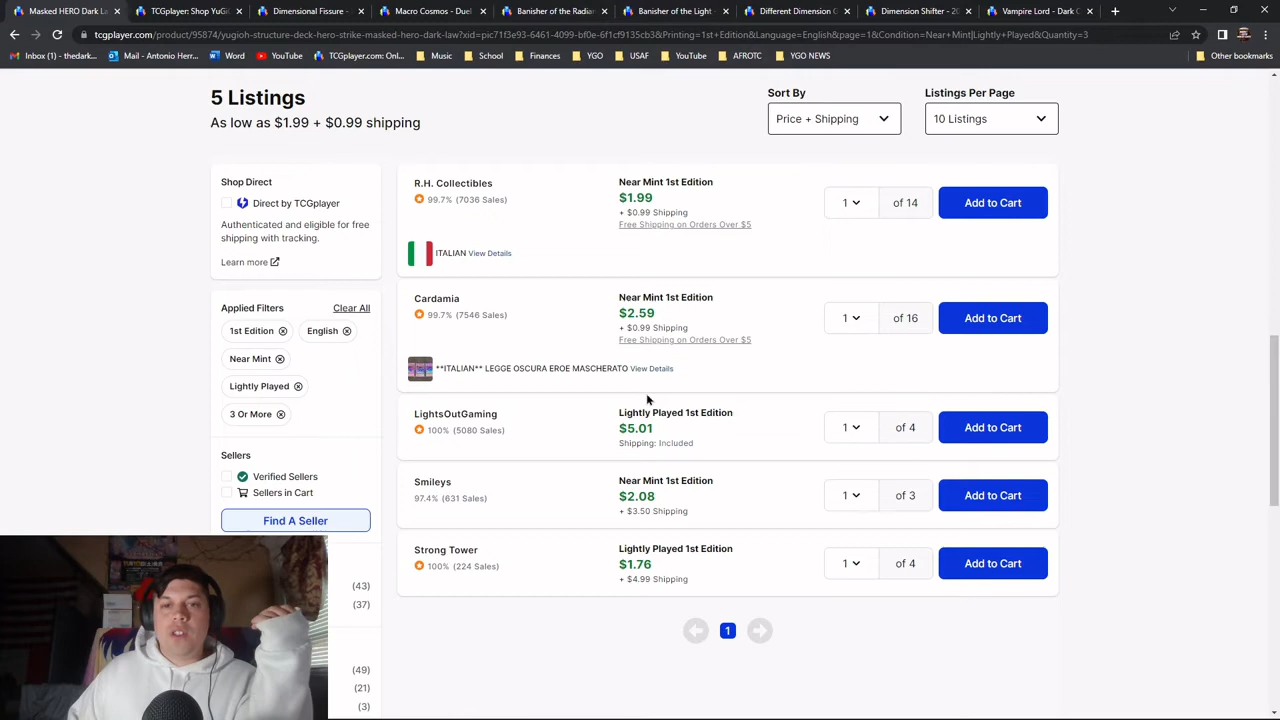 Masked HERO Dark La
TCGplayer Shop YuGi
Dimensional Fissure -
Macro Cosmos - Duel
Banisher of the Radian
Banisher of the Light
Different Dimension G
Dimension Shifter - 20
Vampire Lord - Dark C
tcgplayer.com/product/95874/yugioh-structure-deck-hero-strike-masked-hero-dark-law?xid=pic71f3e93-6461-4099-bf0e-6f1cf9135cb3&Printing=1st+Edition&Language=English&page=1&Condition=Near+Mint|Lightly+Played&Quantity=3
Inbox (1) - thedark...
Mail - Antonio Herr...
Word
YouTube
TCGplayer.com: Onl...
Music
School
Finances
YGO
USAF
YouTube
AFROTC
YGO NEWS
Other bookmarks
5 Listings
As low as $1.99 + $0.99 shipping
Sort By
Price + Shipping
Listings Per Page
10 Listings
Shop Direct
Direct by TCGplayer
Authenticated and eligible for free
shipping with tracking.
Learn more
Applied Filters
Clear All
1st Edition
English
Near Mint
Lightly Played
3 Or More
Sellers
Verified Sellers
Sellers in Cart
Find A Seller
(43)
(37)
(49)
(21)
(3)
R.H. Collectibles
99.7% (7036 Sales)
Near Mint 1st Edition
$1.99
+ $0.99 Shipping
Free Shipping on Orders Over $5
1
of 14
Add to Cart
ITALIAN View Details
Cardamia
99.7% (7546 Sales)
Near Mint 1st Edition
$2.59
+ $0.99 Shipping
Free Shipping on Orders Over $5
1
of 16
Add to Cart
**ITALIAN** LEGGE OSCURA EROE MASCHERATO View Details
LightsOutGaming
100% (5080 Sales)
Lightly Played 1st Edition
$5.01
Shipping: Included
1
of 4
Add to Cart
Smileys
97.4% (631 Sales)
Near Mint 1st Edition
$2.08
+ $3.50 Shipping
1
of 3
Add to Cart
Strong Tower
100% (224 Sales)
Lightly Played 1st Edition
$1.76
+ $4.99 Shipping
1
of 4
Add to Cart
1